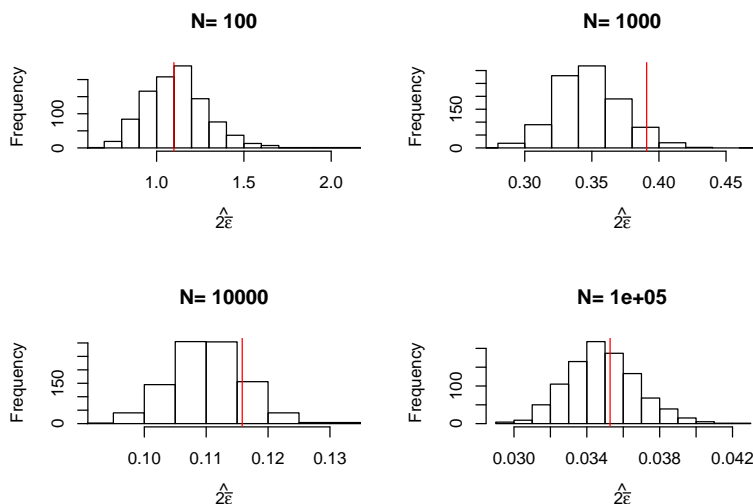 N= 100
N= 1000
Frequency
0 100
Frequency
0 150
1.0 1.5 2.0
0.30 0.35 0.40 0.45
2ε̂
2ε̂
N= 10000
N= 1e+05
Frequency
0 150
Frequency
0 100
0.10 0.11 0.12 0.13
0.030 0.034 0.038 0.042
2ε̂
2ε̂